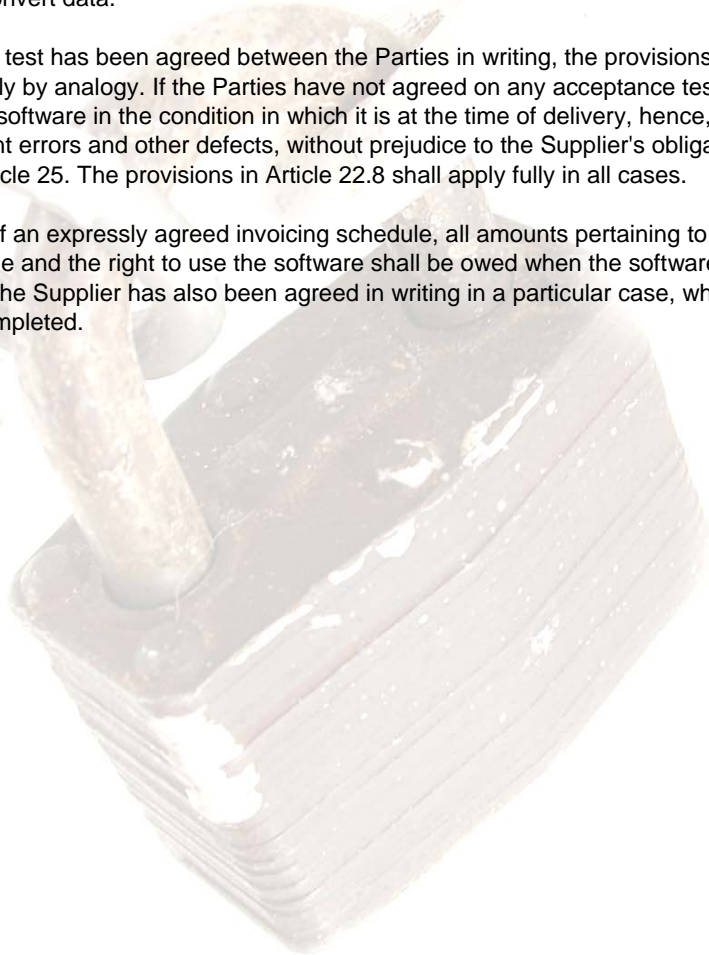 nvert data.
test has been agreed between the Parties in writing, the provisions
ly by analogy. If the Parties have not agreed on any acceptance tes
software in the condition in which it is at the time of delivery, hence,
nt errors and other defects, without prejudice to the Supplier's obliga
cle 25. The provisions in Article 22.8 shall apply fully in all cases.
f an expressly agreed invoicing schedule, all amounts pertaining to
e and the right to use the software shall be owed when the software
he Supplier has also been agreed in writing in a particular case, wh
mpleted.